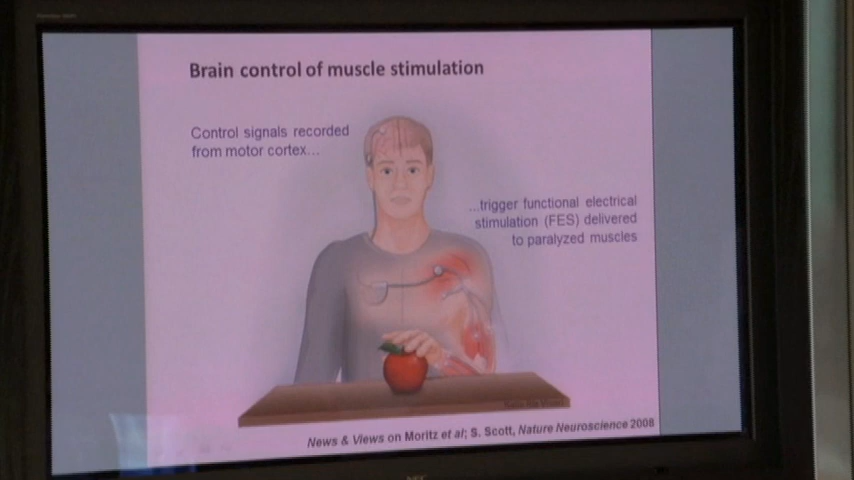 Brain control of muscle stimulation
Control signals recorded
from motor cortex...
...trigger functional electrical
stimulation (FES) delivered
to paralyzed muscles
News & Views on Moritz et al; S. Scott, Nature Neuroscience 2008